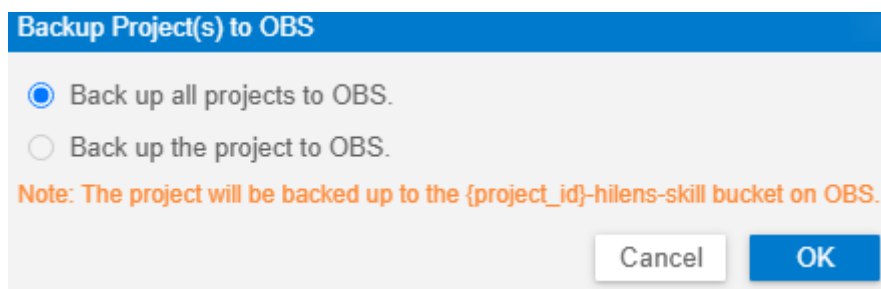 Backup Project(s) to OBS
Back up all projects to OBS.
Back up the project to OBS.
Note: The project will be backed up to the {project_id}-hilens-skill bucket on OBS.
Cancel OK